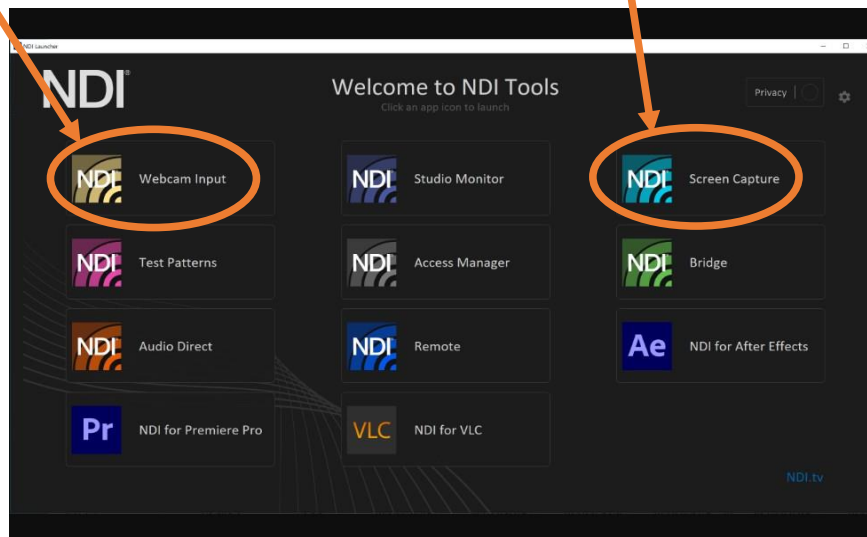 NDI Launcher
NDI®
Welcome to NDI Tools
Click an app icon to launch
Privacy
NDI Webcam Input
NDI Studio Monitor
NDI Screen Capture
NDI Test Patterns
NDI Access Manager
NDI Bridge
NDI Audio Direct
NDI Remote
Ae NDI for After Effects
Pr NDI for Premiere Pro
VLC NDI for VLC
NDI.tv